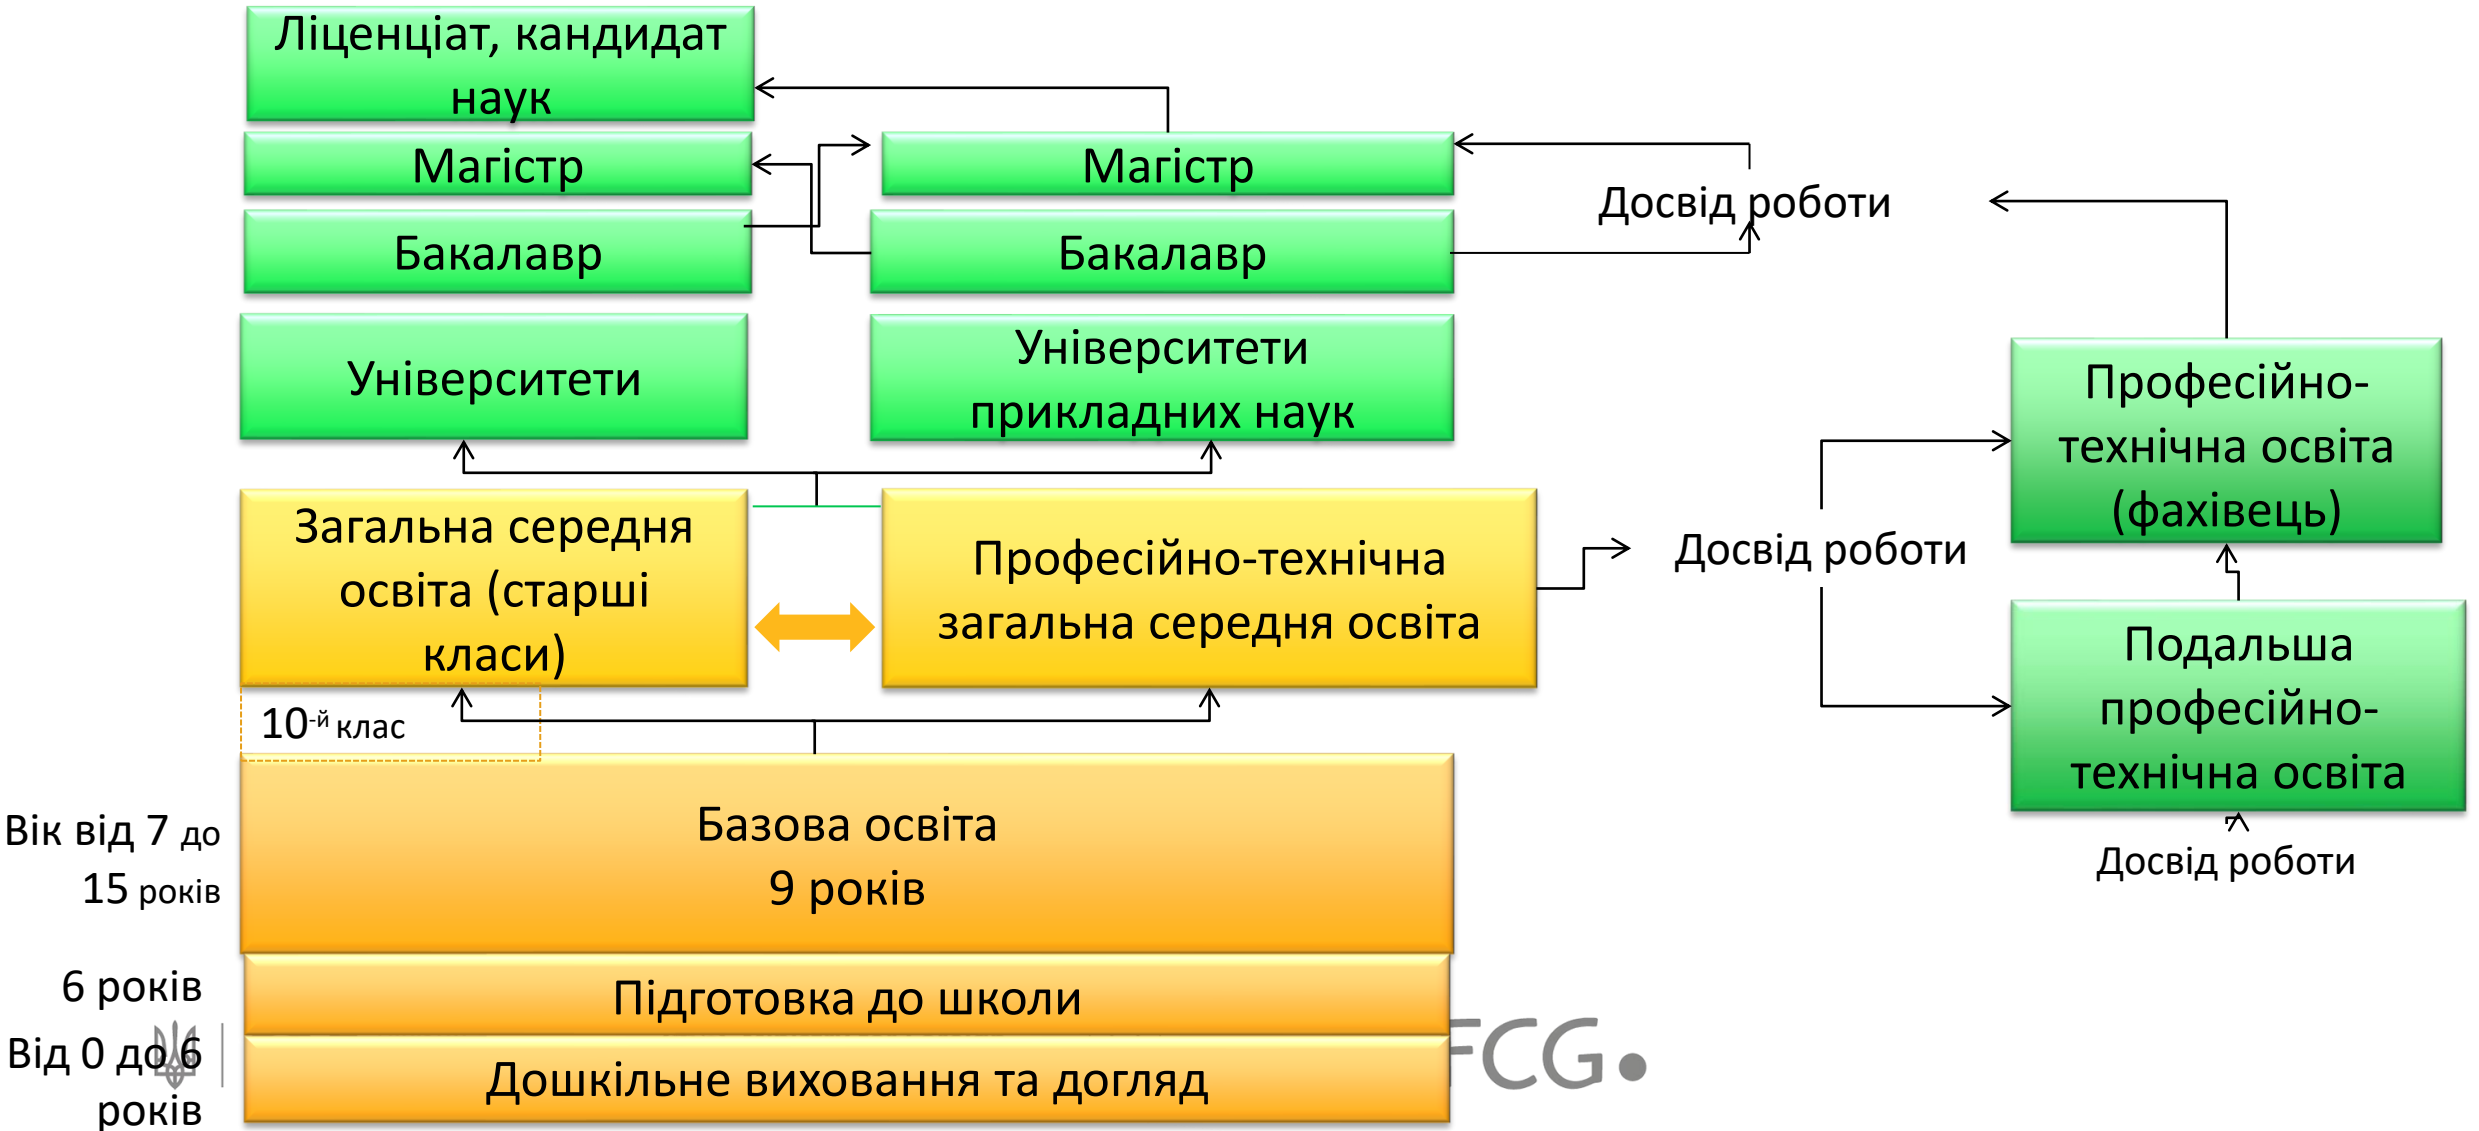 Ліценціат, кандидат
наук
Магістр
Магістр
Досвід роботи
Бакалавр
Бакалавр
Університети
Університети
прикладних наук
Професійно-
технічна освіта
(фахівець)
Загальна середня
освіта (старші
класи)
Професійно-технічна
загальна середня освіта
Досвід роботи
Подальша
професійно-
технічна освіта
10-й клас
Базова освіта
9 років
Вік від 7 до
15 років
Досвід роботи
6 років
Підготовка до школи
Від 0 до 6
років
Дошкільне виховання та догляд
FCG